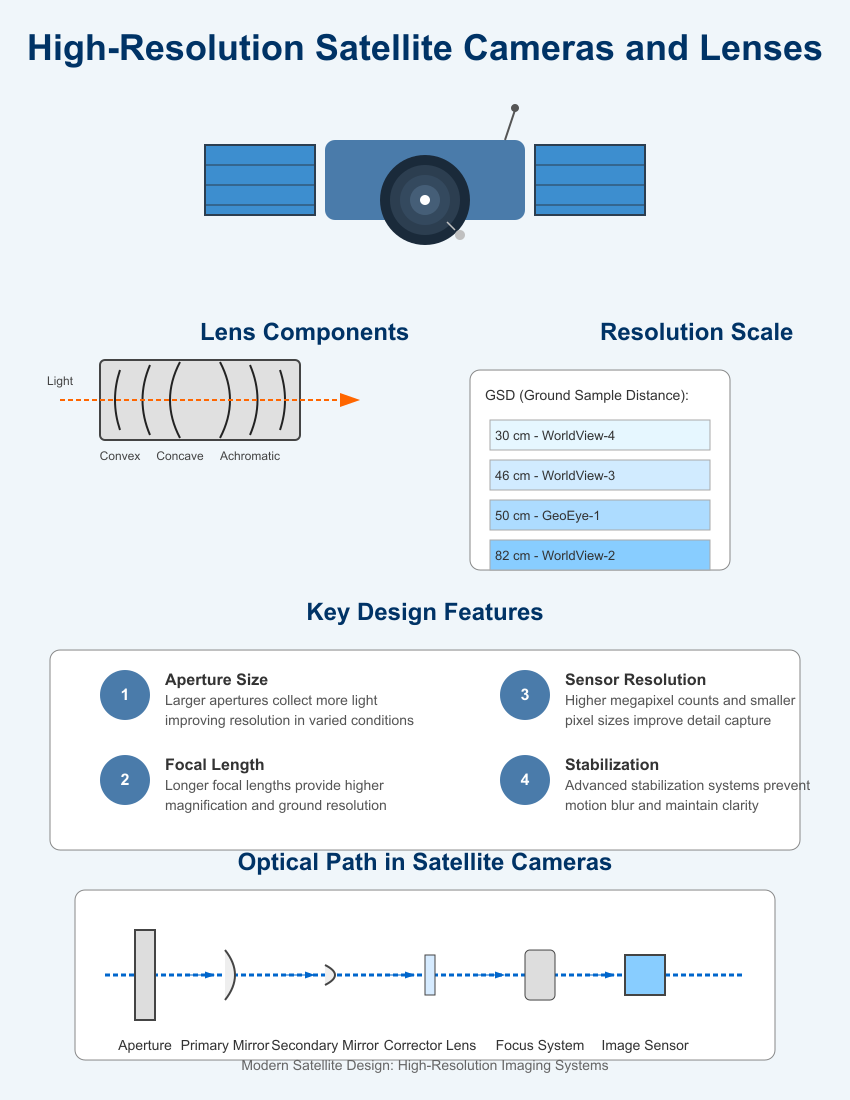 High-Resolution Satellite Cameras and Lenses
Lens Components
Light
Convex Concave Achromatic
Resolution Scale
GSD (Ground Sample Distance):
30 cm - WorldView-4
46 cm - WorldView-3
50 cm - GeoEye-1
82 cm - WorldView-2
Key Design Features
1
Aperture Size
Larger apertures collect more light
improving resolution in varied conditions
2
Focal Length
Longer focal lengths provide higher
magnification and ground resolution
3
Sensor Resolution
Higher megapixel counts and smaller
pixel sizes improve detail capture
4
Stabilization
Advanced stabilization systems prevent
motion blur and maintain clarity
Optical Path in Satellite Cameras
Aperture Primary Mirror Secondary Mirror Corrector Lens Focus System Image Sensor
Modern Satellite Design: High-Resolution Imaging Systems